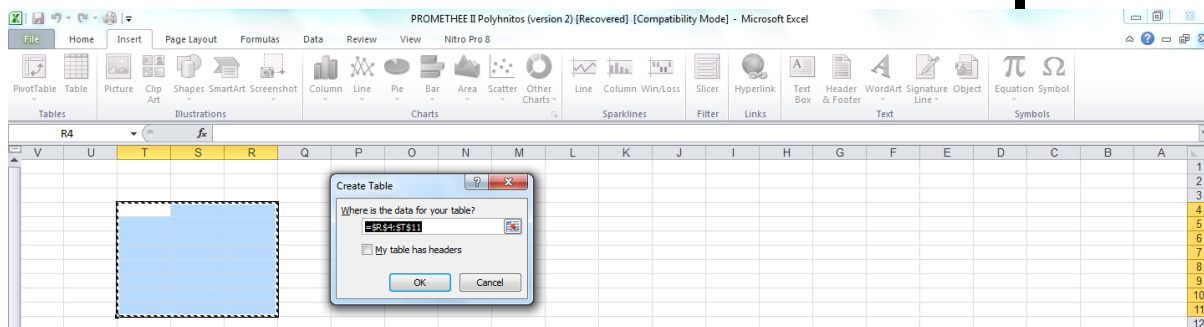 PROMETHEE II Polyhnitos (version 2) [Recovered] [Compatibility Mode] - Microsoft Excel
File Home Insert Page Layout Formulas Data Review View Nitro Pro 8
PivotTable Table Picture Clip Art Shapes SmartArt Screenshot Column Line Pie Bar Area Scatter Other Charts Line Column Win/Loss Slicer Hyperlink Text Box Header & Footer WordArt Signature Line Object Equation Symbol
Tables Illustrations Charts Sparklines Filter Links Text Symbols
R4 fx
V U T S R Q P O N M L K J I H G F E D C B A
1
2
3
4
5
6
7
8
9
10
11
12
Create Table
Where is the data for your table?
=$R$4:$T$11
My table has headers
OK Cancel